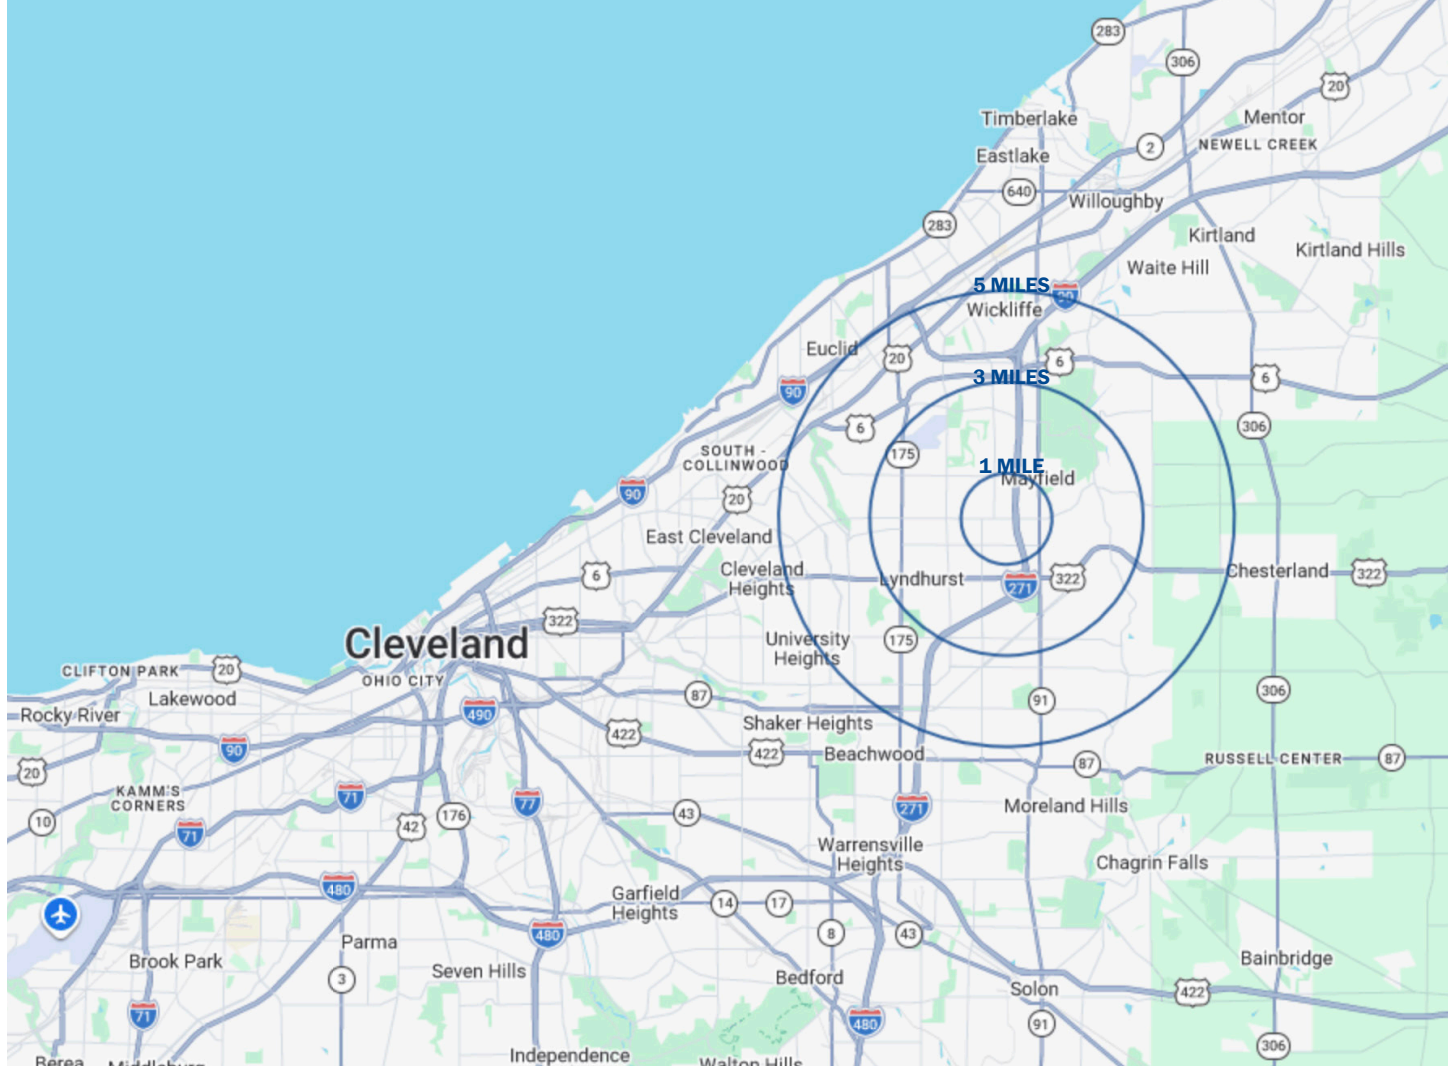 283
306
20
Timberlake
Mentor
2
NEWELL CREEK
Eastlake
640
Willoughby
283
Kirtland
Kirtland Hills
Waite Hill
5 MILES
90
Wickliffe
Euclid
20
6
3 MILES
6
90
6
306
175
SOUTH -
COLLINWOOD
1 MILE
Mayfield
90
20
East Cleveland
Cleveland
Heights
6
Lyndhurst
271
322
Chesterland
322
322
Cleveland
University
Heights
175
CLIFTON PARK
20
OHIO CITY
Lakewood
87
306
91
Rocky River
490
Shaker Heights
422
90
422
Beachwood
87
RUSSELL CENTER
87
20
KAMM'S
CORNERS
71
77
271
Moreland Hills
10
71
42
176
43
Warrensville
Heights
Chagrin Falls
480
Garfield
Heights
14
17
480
8
43
Parma
Brook Park
Seven Hills
3
Bedford
Bainbridge
Solon
422
71
480
91
306
Independence
Berea
Middleburg
Walton Hills